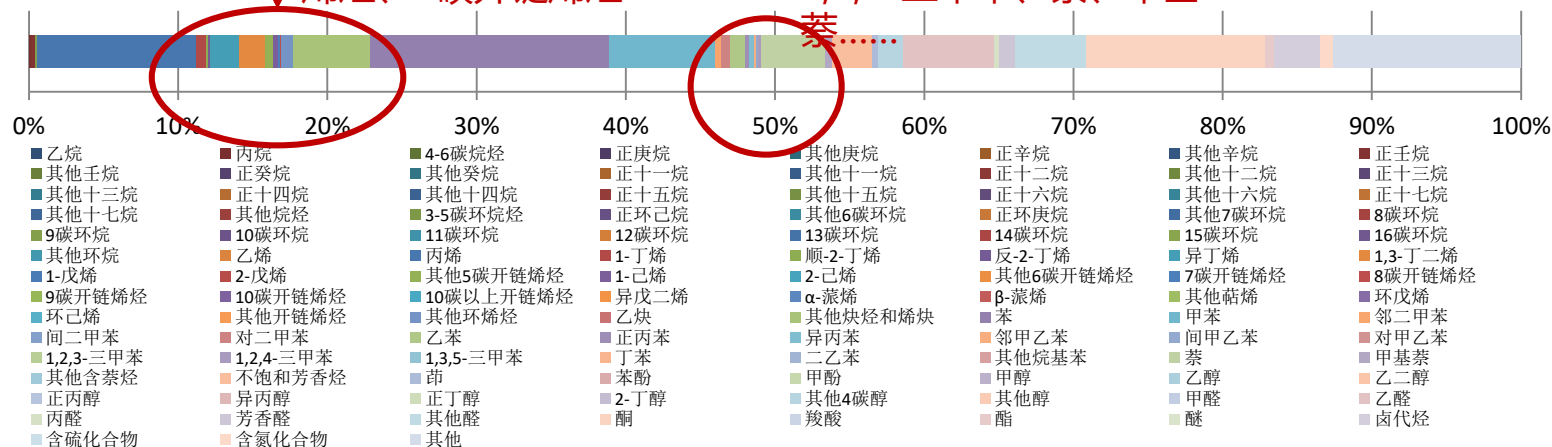 萘……
0% 10% 20% 30% 40% 50% 60% 70% 80% 90% 100%
乙烷 丙烷 4-6碳烷烃 正庚烷 其他庚烷 正辛烷 其他辛烷 正壬烷
其他壬烷 正癸烷 其他癸烷 正十一烷 其他十一烷 正十二烷 其他十二烷 正十三烷
其他十三烷 正十四烷 其他十四烷 正十五烷 其他十五烷 正十六烷 其他十六烷 正十七烷
其他十七烷 其他烷烃 3-5碳环烷烃 正环己烷 其他6碳环烷 正环庚烷 其他7碳环烷 8碳环烷
9碳环烷 10碳环烷 11碳环烷 12碳环烷 13碳环烷 14碳环烷 15碳环烷 16碳环烷
其他环烷 乙烯 丙烯 1-丁烯 顺-2-丁烯 反-2-丁烯 异丁烯 1,3-丁二烯
1-戊烯 2-戊烯 其他5碳开链烯烃 1-己烯 2-己烯 其他6碳开链烯烃 7碳开链烯烃 8碳开链烯烃
9碳开链烯烃 10碳开链烯烃 10碳以上开链烯烃 异戊二烯 α-蒎烯 β-蒎烯 其他萜烯 环戊烯
环己烯 其他开链烯烃 其他环烯烃 乙炔 其他炔烃和烯炔 苯 甲苯 邻二甲苯
间二甲苯 对二甲苯 乙苯 正丙苯 异丙苯 邻甲乙苯 间甲乙苯 对甲乙苯
1,2,3-三甲苯 1,2,4-三甲苯 1,3,5-三甲苯 丁苯 二乙苯 其他烷基苯 萘 甲基萘
其他含萘烃 不饱和芳香烃 茚 苯酚 甲酚 甲醇 乙醇 乙二醇
正丙醇 异丙醇 正丁醇 2-丁醇 其他4碳醇 其他醇 甲醛 乙醛
丙醛 芳香醛 其他醛 酮 羧酸 酯 醚 卤代烃
含硫化合物 含氮化合物 其他